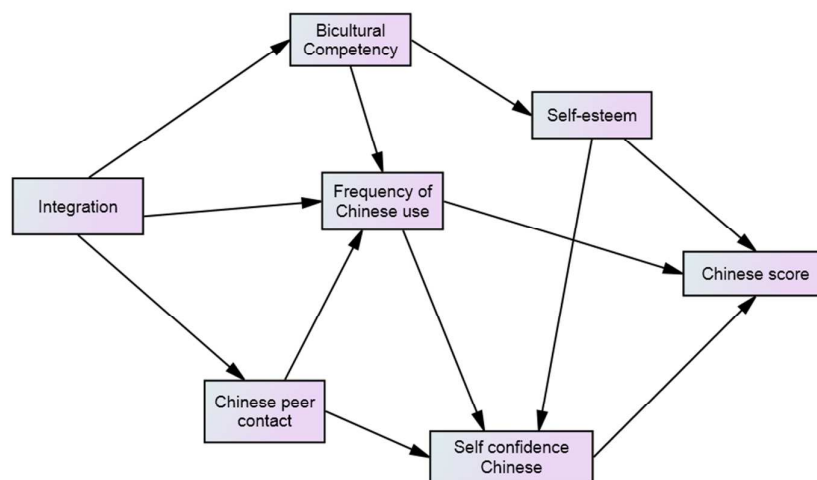 Bicultural
Competency
Self-esteem
Integration
Frequency of
Chinese use
Chinese score
Chinese peer
contact
Self confidence
Chinese